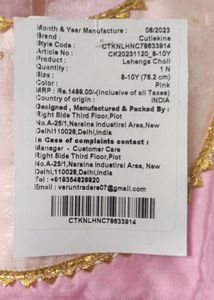 Month & Year Manufacture : 08/2023
Brand : Cutiekins
Style Code : CTKNLHNC78633914
Article No : CK20231120_8-10Y
Product : Lehenga Choli
Quantity : 1 N
Size : 8-10Y (76.2 cm)
Color : Pink
MRP : Rs.1499.00/-(inclusive of all Taxes)
Country of origin : INDIA
Designed , Manufactured & Packed By :
Right Side Third Floor,Plot
No.A-25/1,Naraina Industiral Area,New
Delhi110028,Delhi,India
In Case of complaints contact :
Manager - Customer Care
Right Side Third Floor,Plot
No.A-25/1,Naraina Industiral Area,New
Delhi110028,Delhi,India
Tel : +919354828820
Email : varuntraders07@gmail.com
CTKNLHNC78633914